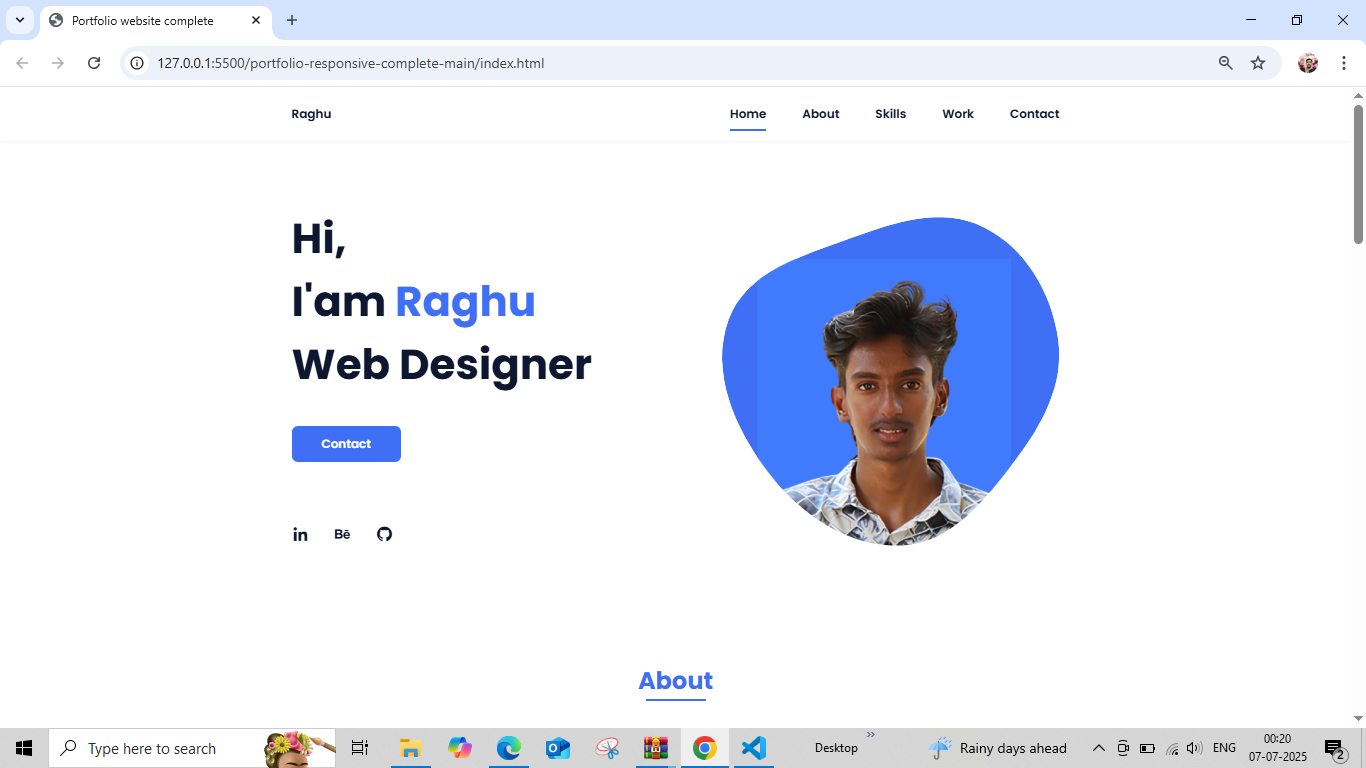 Portfolio website complete
127.0.0.1:5500/portfolio-responsive-complete-main/index.html
Raghu
Home About Skills Work Contact
Hi,
I'am Raghu
Web Designer
Contact
in Bē
About
Type here to search
Desktop
Rainy days ahead
ENG
00:20
07-07-2025
2